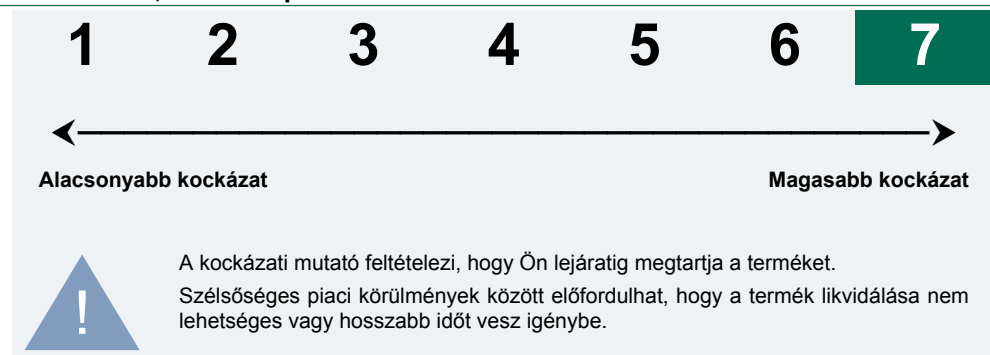 1 2 3 4 5 6 7
Alacsonyabb kockázat Magasabb kockázat
! A kockázati mutató feltételezi, hogy Ön lejáratig megtartja a terméket.
Szélsőséges piaci körülmények között előfordulhat, hogy a termék likvidálása nem
lehetséges vagy hosszabb időt vesz igénybe.